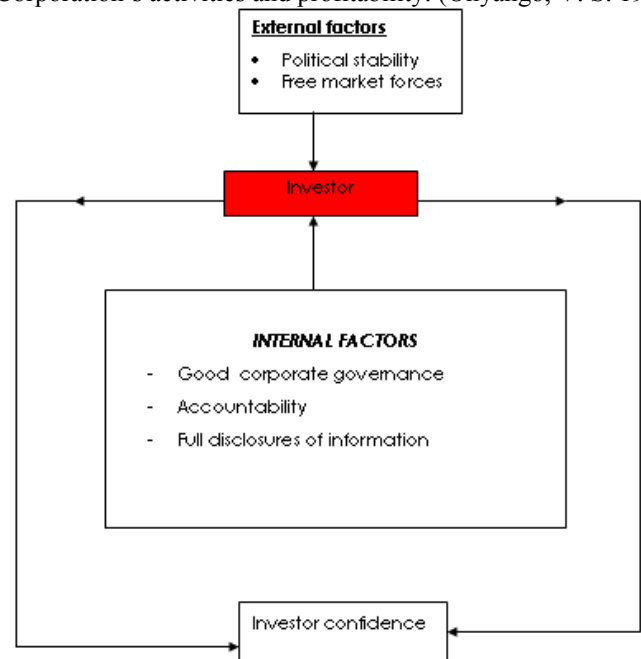 Corporation's activities and profitability. (Onyango, V. S. 19
External factors
• Political stability
• Free market forces
Investor
INTERNAL FACTORS
- Good corporate governance
- Accountability
- Full disclosures of information
Investor confidence